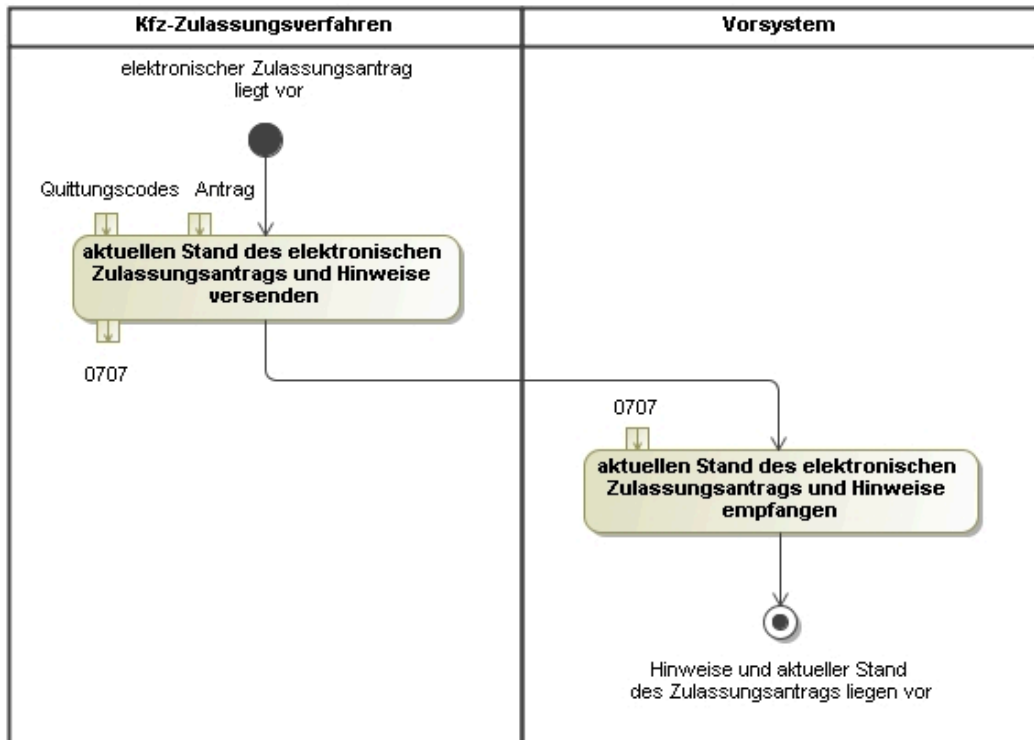 Kfz-Zulassungsverfahren
Vorsystem
elektronischer Zulassungsantrag
liegt vor
Quittungscodes
Antrag
aktuellen Stand des elektronischen
Zulassungsantrags und Hinweise
versenden
0707
0707
aktuellen Stand des elektronischen
Zulassungsantrags und Hinweise
empfangen
Hinweise und aktueller Stand
des Zulassungsantrags liegen vor